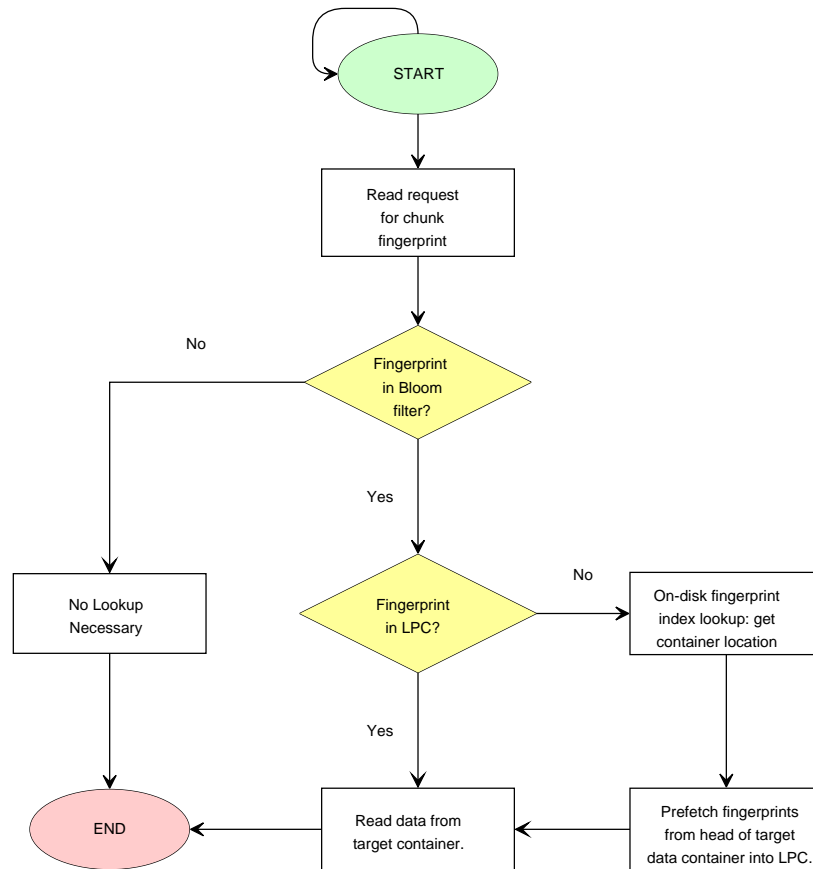 START
Read request
for chunk
fingerprint
No
Fingerprint
in Bloom
filter?
Yes
No Lookup
Necessary
Fingerprint
in LPC?
No
On-disk fingerprint
index lookup: get
container location
Yes
END
Read data from
target container.
Prefetch fingerprints
from head of target
data container into LPC.